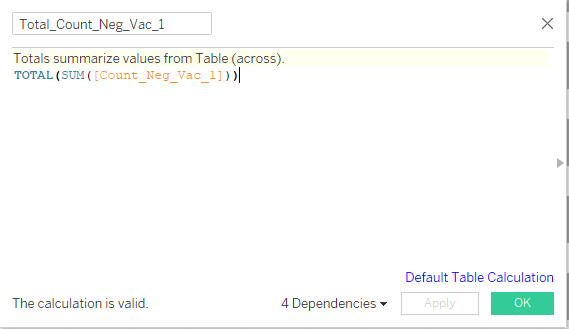 Total_Count_Neg_Vac_1
Totals summarize values from Table (across).
TOTAL(SUM([Count_Neg_Vac_1]))
Default Table Calculation
The calculation is valid.
4 Dependencies
Apply
OK